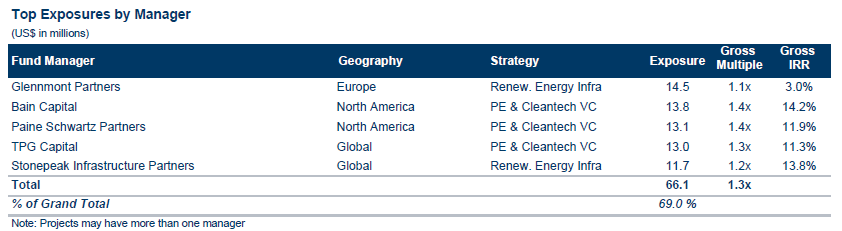 Top Exposures by Manager
(US$ in millions)
Fund Manager Geography Strategy Exposure Gross Multiple Gross IRR
Glennmont Partners Europe Renew. Energy Infra 14.5 1.1x 3.0%
Bain Capital North America PE & Cleantech VC 13.8 1.4x 14.2%
Paine Schwartz Partners North America PE & Cleantech VC 13.1 1.4x 11.9%
TPG Capital Global PE & Cleantech VC 13.0 1.3x 11.3%
Stonepeak Infrastructure Partners Global Renew. Energy Infra 11.7 1.2x 13.8%
Total 66.1 1.3x
% of Grand Total 69.0 %
Note: Projects may have more than one manager